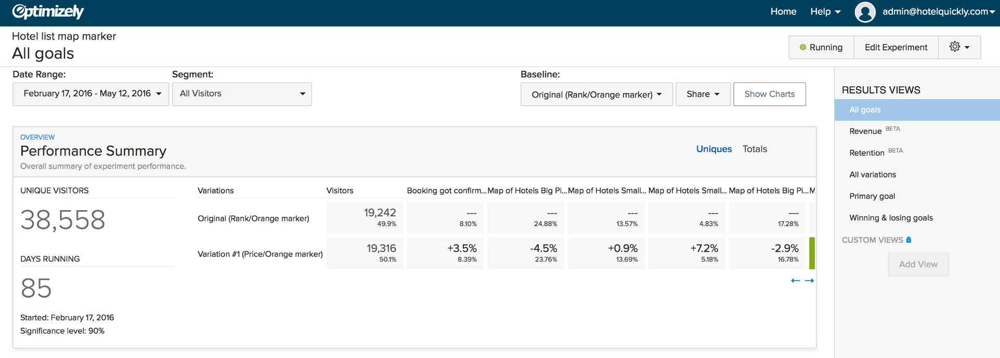 Optimizely
Home Help admin@hotelquickly.com
Hotel list map marker
All goals
Running Edit Experiment
Date Range: Segment: Baseline:
February 17, 2016 - May 12, 2016 All Visitors Original (Rank/Orange marker) Share Show Charts
OVERVIEW
Performance Summary
Overall summary of experiment performance.
Uniques Totals
UNIQUE VISITORS
38,558
DAYS RUNNING
85
Started: February 17, 2016
Significance level: 90%
Variations Visitors Booking got confirm... Map of Hotels Big Pi... Map of Hotels Small... Map of Hotels Small... Map of Hotels Big Pi... M
Original (Rank/Orange marker) 19,242 --- --- --- --- ---
49.9% 8.10% 24.88% 13.57% 4.83% 17.28%
Variation #1 (Price/Orange marker) 19,316 +3.5% -4.5% +0.9% +7.2% -2.9%
50.1% 8.39% 23.76% 13.69% 5.18% 16.78%
RESULTS VIEWS
All goals
Revenue BETA
Retention BETA
All variations
Primary goal
Winning & losing goals
CUSTOM VIEWS
Add View